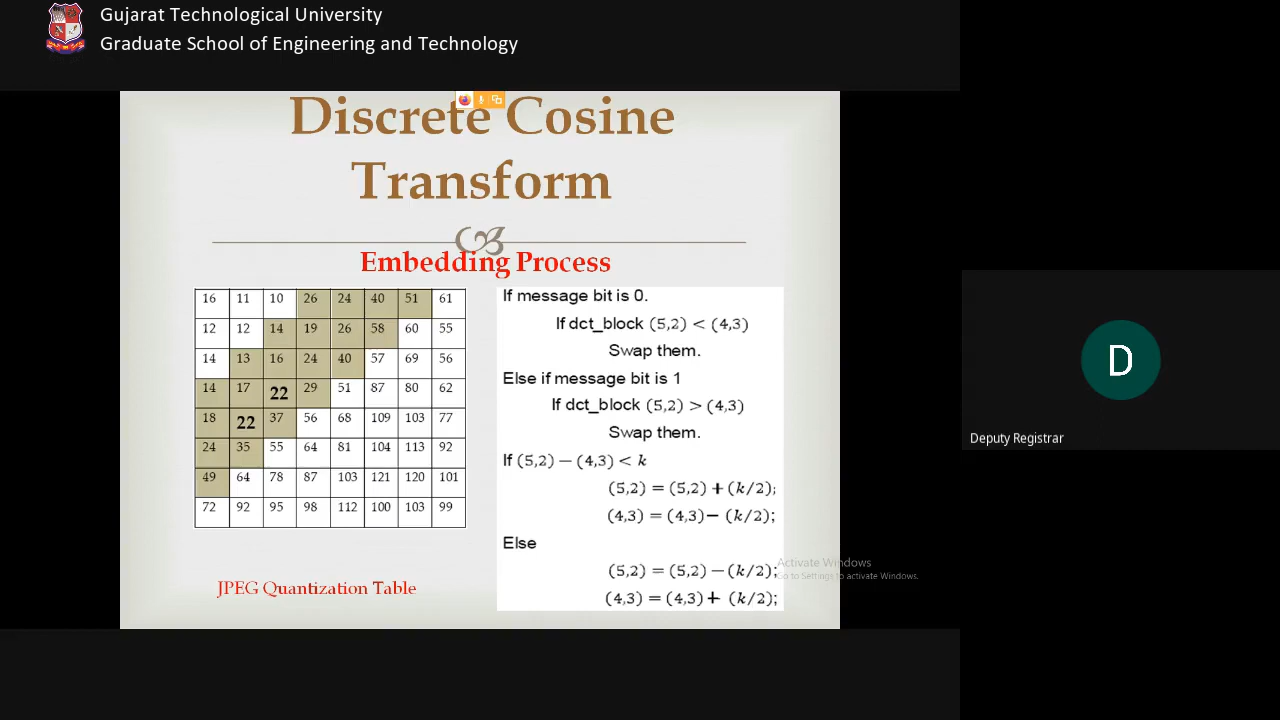 Gujarat Technological University
Graduate School of Engineering and Technology
Discrete Cosine
Transform
Embedding Process
16 11 10 26 24 40 51 61
12 12 14 19 26 58 60 55
14 13 16 24 40 57 69 56
14 17 22 29 51 87 80 62
18 22 37 56 68 109 103 77
24 35 55 64 81 104 113 92
49 64 78 87 103 121 120 101
72 92 95 98 112 100 103 99
JPEG Quantization Table
If message bit is 0.
If dct_block (5,2) < (4,3)
Swap them.
Else if message bit is 1
If dct_block (5,2) > (4,3)
Swap them.
If (5,2) − (4,3) < k
(5,2) = (5,2) + (k/2);
(4,3) = (4,3) − (k/2);
Else
(5,2) = (5,2) − (k/2);
(4,3) = (4,3) + (k/2);
Activate Windows
Go to Settings to activate Windows.
D
Deputy Registrar